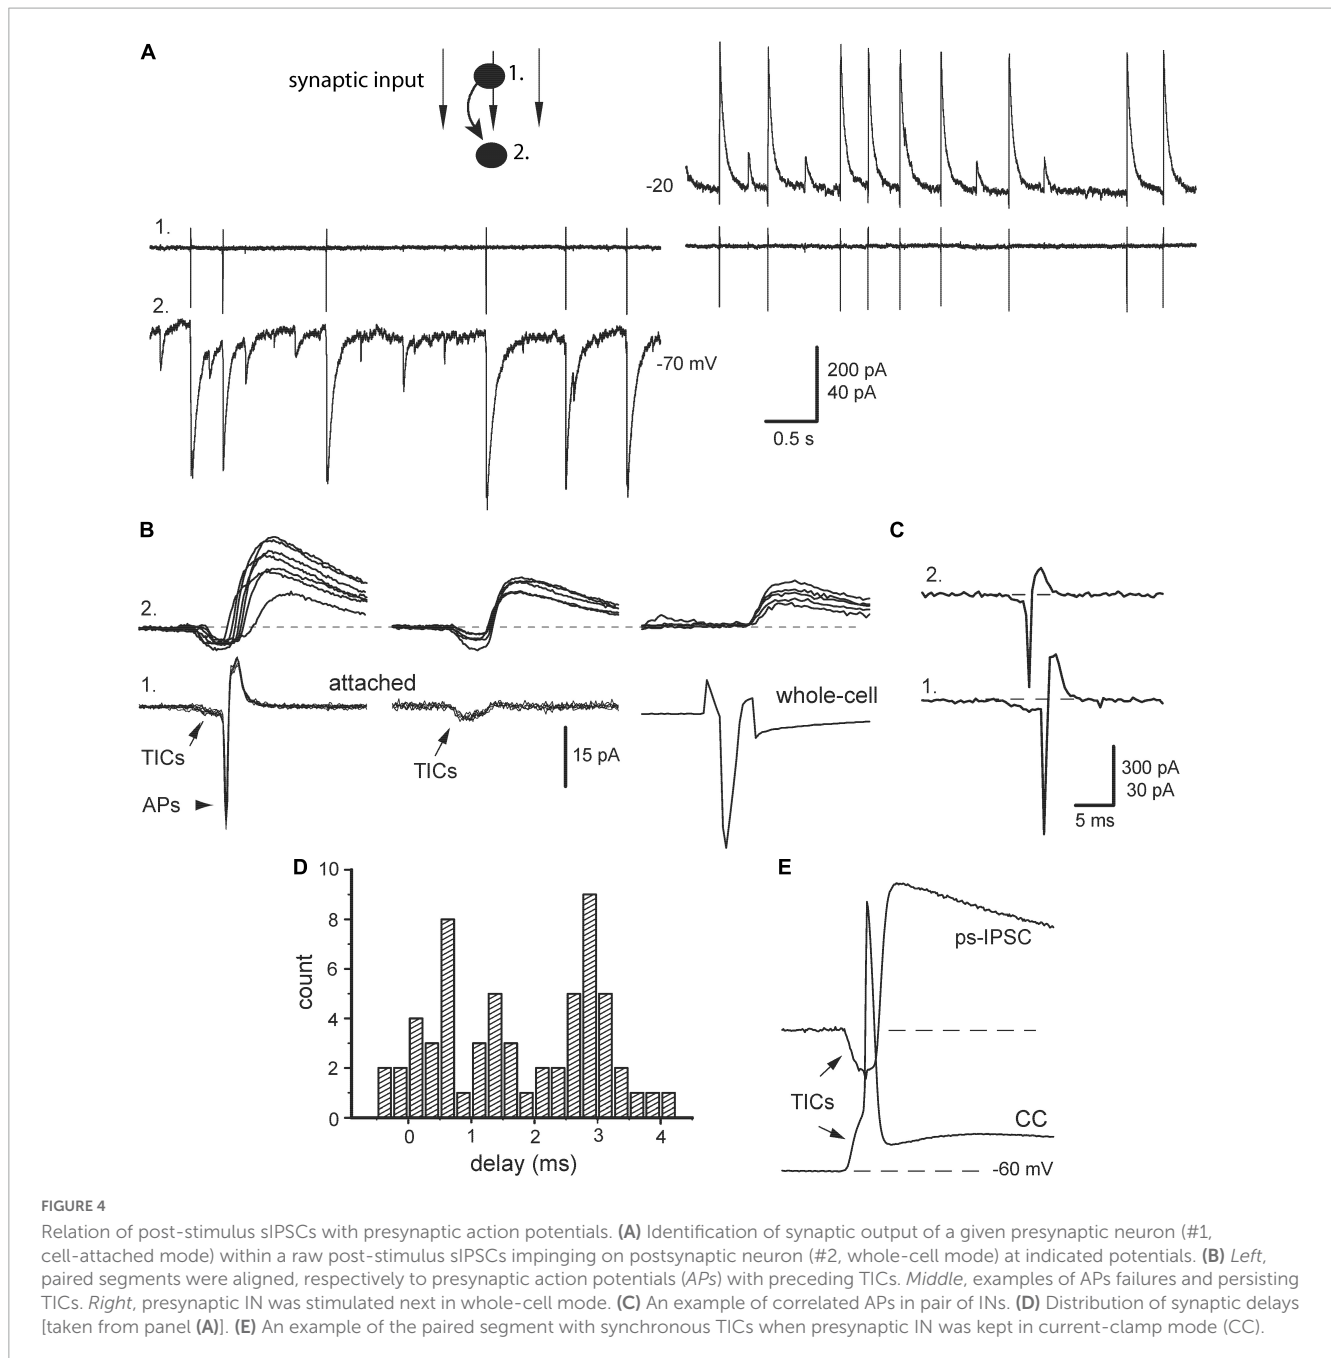 A
synaptic input
1.
2.
-20
1.
2.
-70 mV
200 pA
40 pA
0.5 s
B
C
2.
2.
1.
attached
1.
whole-cell
TICs
TICs
15 pA
APs
300 pA
30 pA
5 ms
D
10
8
6
4
2
0
count
0
1
2
3
4
delay (ms)
E
ps-IPSC
TICs
CC
-60 mV
FIGURE 4
Relation of post-stimulus sIPSCs with presynaptic action potentials. (A) Identification of synaptic output of a given presynaptic neuron (#1,
cell-attached mode) within a raw post-stimulus sIPSCs impinging on postsynaptic neuron (#2, whole-cell mode) at indicated potentials. (B) Left,
paired segments were aligned, respectively to presynaptic action potentials (APs) with preceding TICs. Middle, examples of APs failures and persisting
TICs. Right, presynaptic IN was stimulated next in whole-cell mode. (C) An example of correlated APs in pair of INs. (D) Distribution of synaptic delays
[taken from panel (A)]. (E) An example of the paired segment with synchronous TICs when presynaptic IN was kept in current-clamp mode (CC).